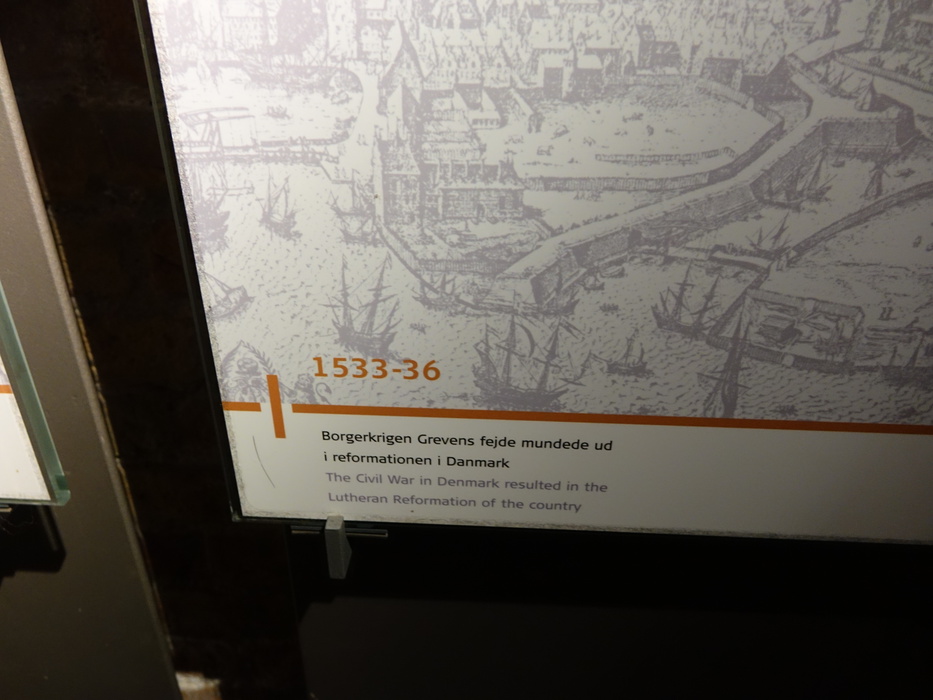 1533-36
Borgerkrigen Grevens fejde mundede ud
i reformationen i Danmark
The Civil War in Denmark resulted in the
Lutheran Reformation of the country